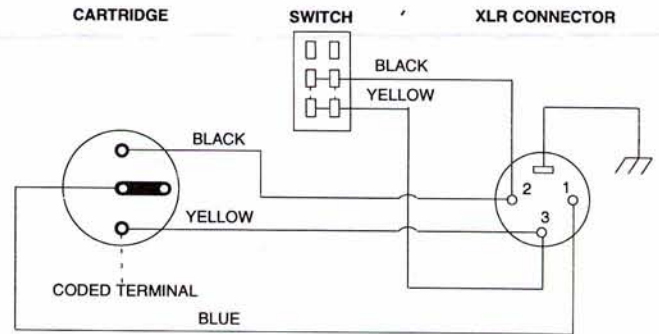 CARTRIDGE
SWITCH
XLR CONNECTOR
BLACK
YELLOW
BLACK
2
1
3
YELLOW
CODED TERMINAL
BLUE